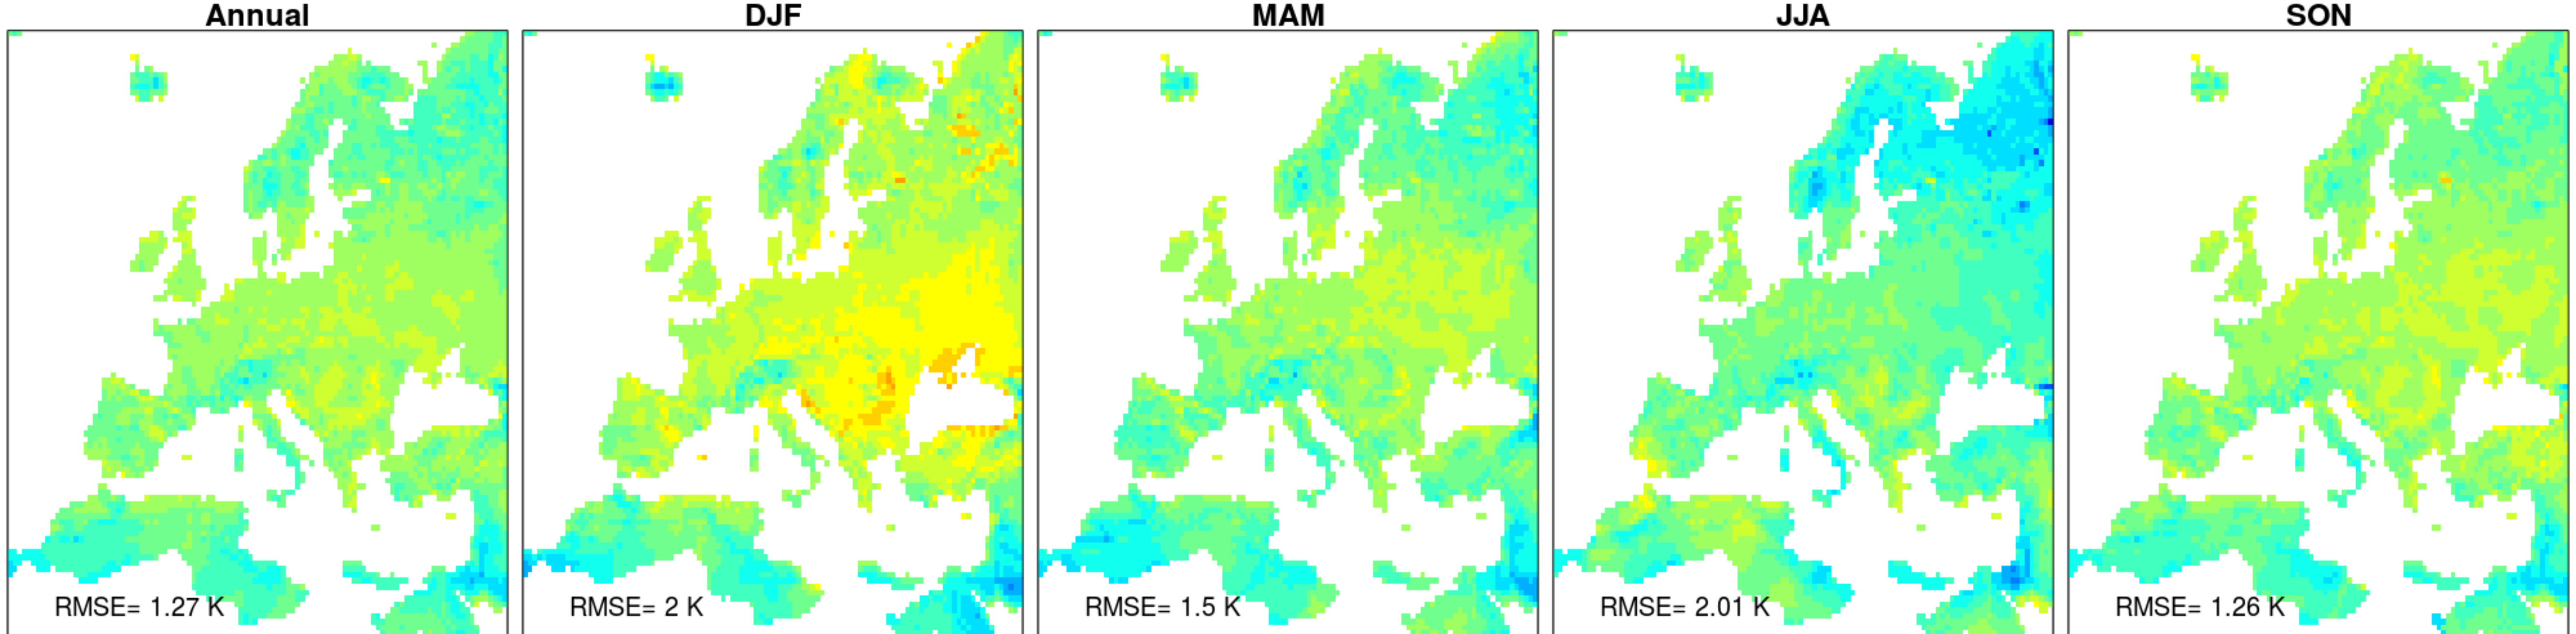 Annual DJF MAM JJA SON
RMSE= 1.27 K RMSE= 2 K RMSE= 1.5 K RMSE= 2.01 K RMSE= 1.26 K